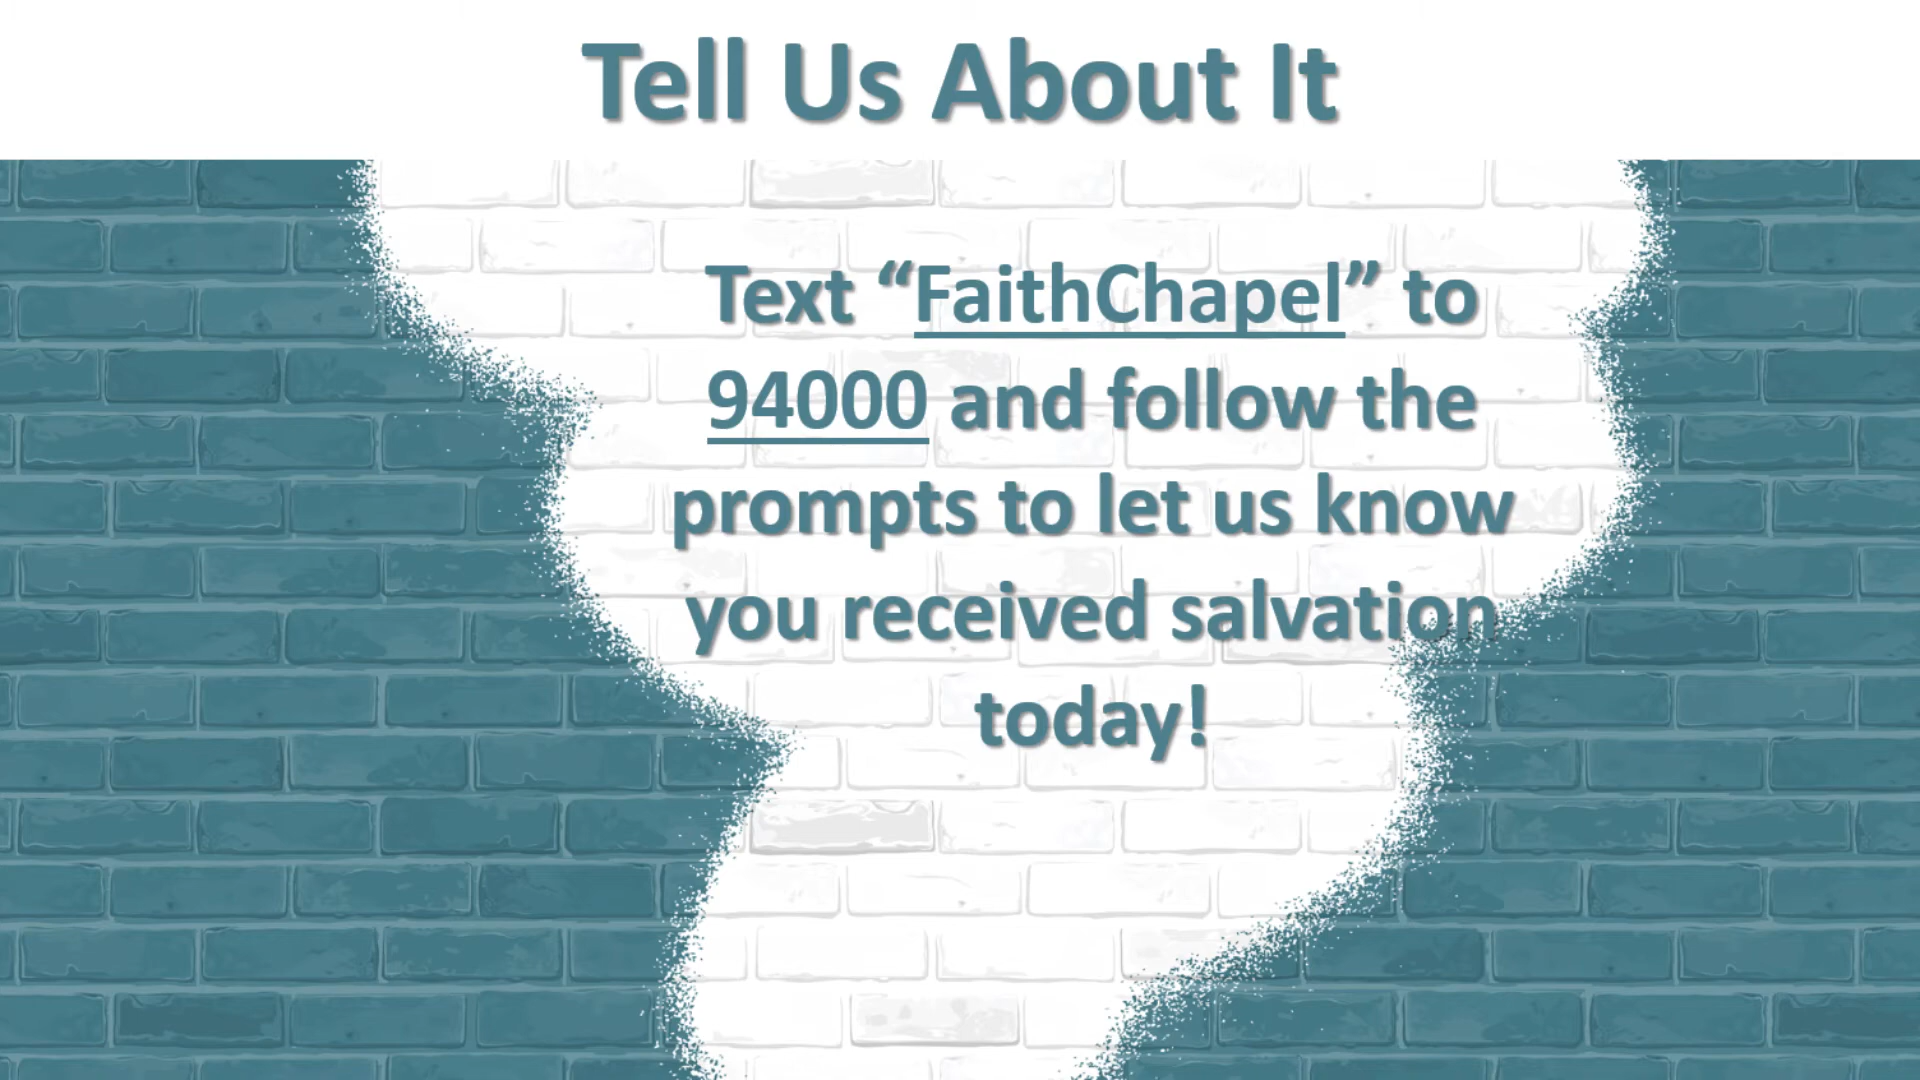 Tell Us About It
Text “FaithChapel” to
94000 and follow the
prompts to let us know
you received salvation
today!